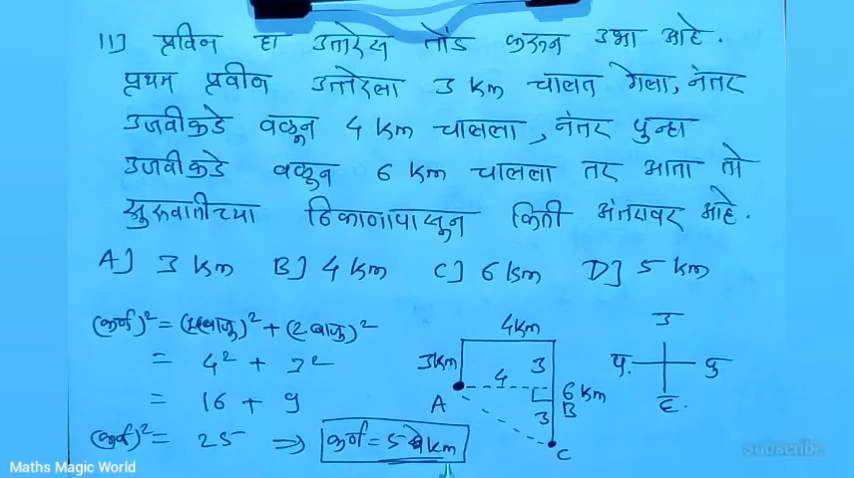 11] प्रविन हा उत्तरेस तोंड करून उभा आहे.
प्रथम प्रवीन उत्तरेला 3 Km चालत गेला, नंतर
उजवीकडे वळून 4 Km चालला, नंतर पुन्हा
उजवीकडे वळून 6 Km चालला तर आता तो
सुरुवातीच्या ठिकाणापासून किती अंतरावर आहे.
A] 3 Km B] 4 Km C] 6 Km D] 5 Km
(कर्ण)² = (1 बाजु)² + (2 बाजु)²
= 4² + 3²
= 16 + 9
(कर्ण)² = 25 ⇒ कर्ण = 5 km
4Km
3Km 3
4
6 Km
A 3 B
C
उ
प. पु
द.
Subscribe
Maths Magic World